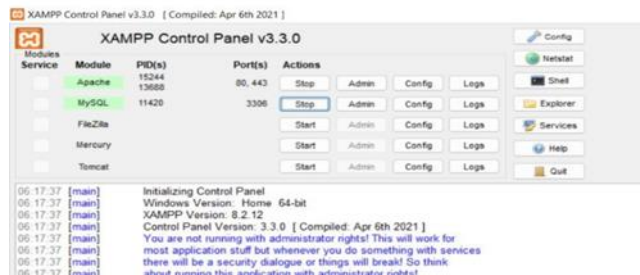 XAMPP Control Panel v3.3.0 [ Compiled: Apr 6th 2021 ]
XAMPP Control Panel v3.3.0
Config
Modules
Service Module PID(s) Port(s) Actions
Netstat
Apache 15244 13688 80, 443 Stop Admin Config Logs
Shell
MySQL 11420 3306 Stop Admin Config Logs
Explorer
FileZilla Start Admin Config Logs
Services
Mercury Start Admin Config Logs
Help
Tomcat Start Admin Config Logs
Quit
06:17:37 [main] Initializing Control Panel
06:17:37 [main] Windows Version: Home 64-bit
06:17:37 [main] XAMPP Version: 8.2.12
06:17:37 [main] Control Panel Version: 3.3.0 [ Compiled: Apr 6th 2021 ]
06:17:37 [main] You are not running with administrator rights! This will work for
06:17:37 [main] most application stuff but whenever you do something with services
06:17:37 [main] there will be a security dialogue or things will break! So think
06:17:37 [main] about running this application with administrator rights!